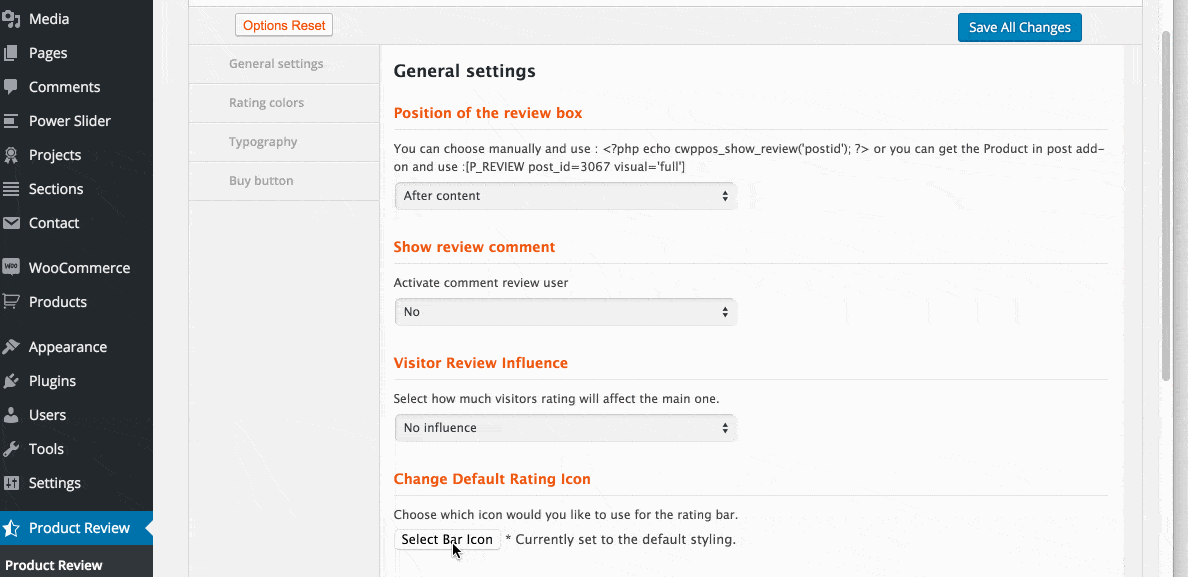 Media
Pages
Comments
Power Slider
Projects
Sections
Contact
WOO WooCommerce
Products
Appearance
Plugins
Users
Tools
Settings
Product Review
Product Review
Options Reset
Save All Changes
General settings
Rating colors
Typography
Buy button
General settings
Position of the review box
You can choose manually and use : <?php echo cwppos_show_review('postid'); ?> or you can get the Product in post add-
on and use :[P_REVIEW post_id=3067 visual='full']
After content
Show review comment
Activate comment review user
No
Visitor Review Influence
Select how much visitors rating will affect the main one.
No influence
Change Default Rating Icon
Choose which icon would you like to use for the rating bar.
Select Bar Icon * Currently set to the default styling.